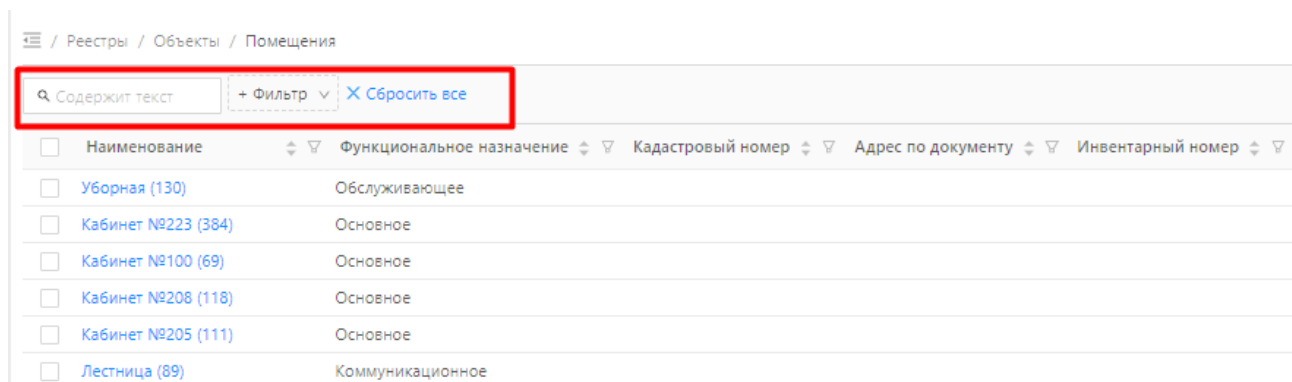 / Реестры / Объекты / Помещения
Содержит текст + Фильтр Сбросить все
Наименование Функциональное назначение Кадастровый номер Адрес по документу Инвентарный номер
Уборная (130) Обслуживающее
Кабинет №223 (384) Основное
Кабинет №100 (69) Основное
Кабинет №208 (118) Основное
Кабинет №205 (111) Основное
Лестница (89) Коммуникационное